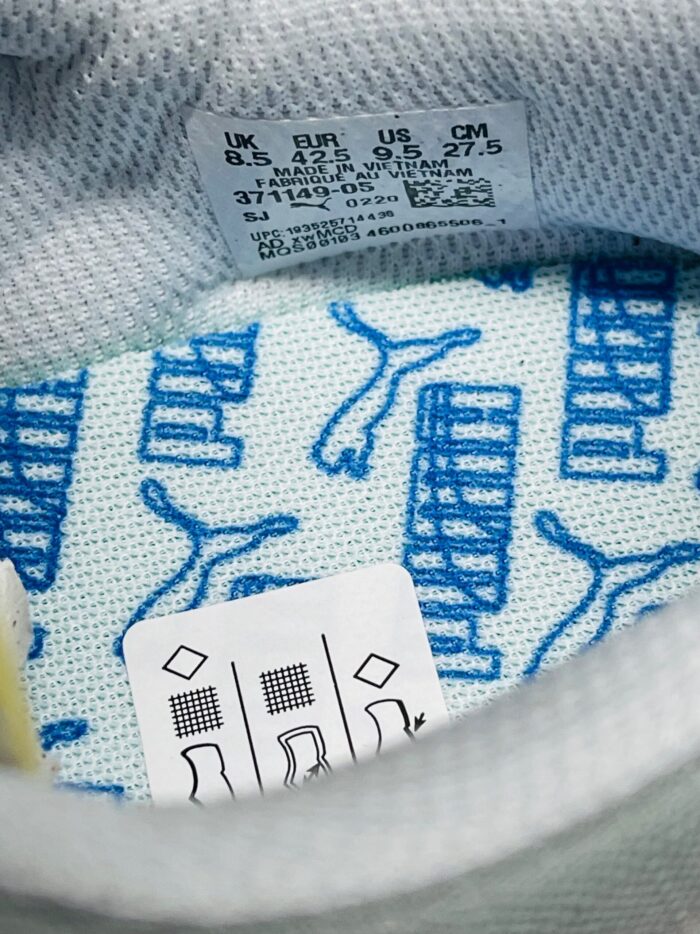 UK EUR US CM
8.5 42.5 9.5 27.5
MADE IN VIETNAM
FABRIQUÉ AU VIETNAM
371149-05
SJ 0220
UPC:193525714436
AD xwMCD
MQS00103 4600865506_1